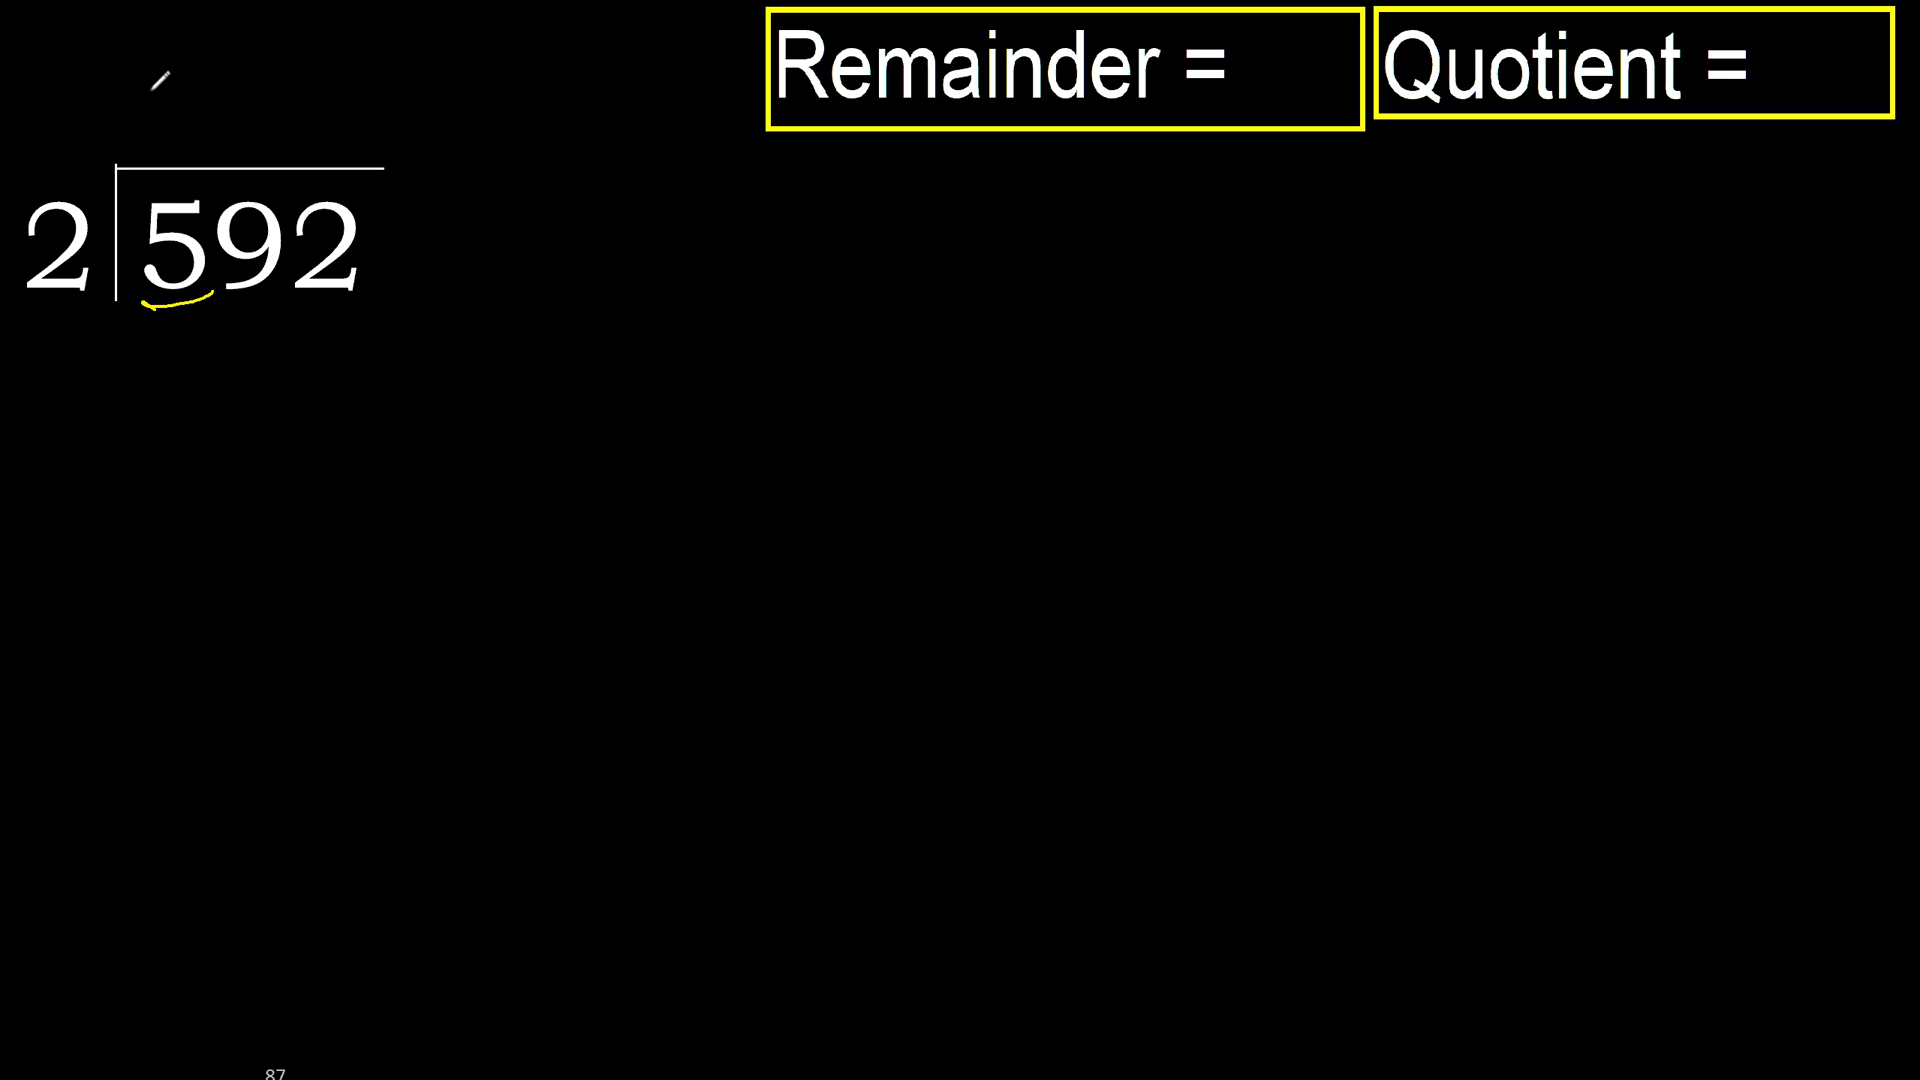 Remainder = Quotient =
2 592
87